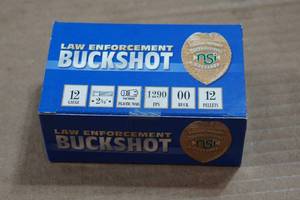 LAW ENFORCEMENT
BUCKSHOT
nsi
12 2¾" PLASTIC WAD 1290 00 12
GAUGE FPS BUCK PELLETS
LAW ENFORCEMENT
BUCKSHOT
nsi